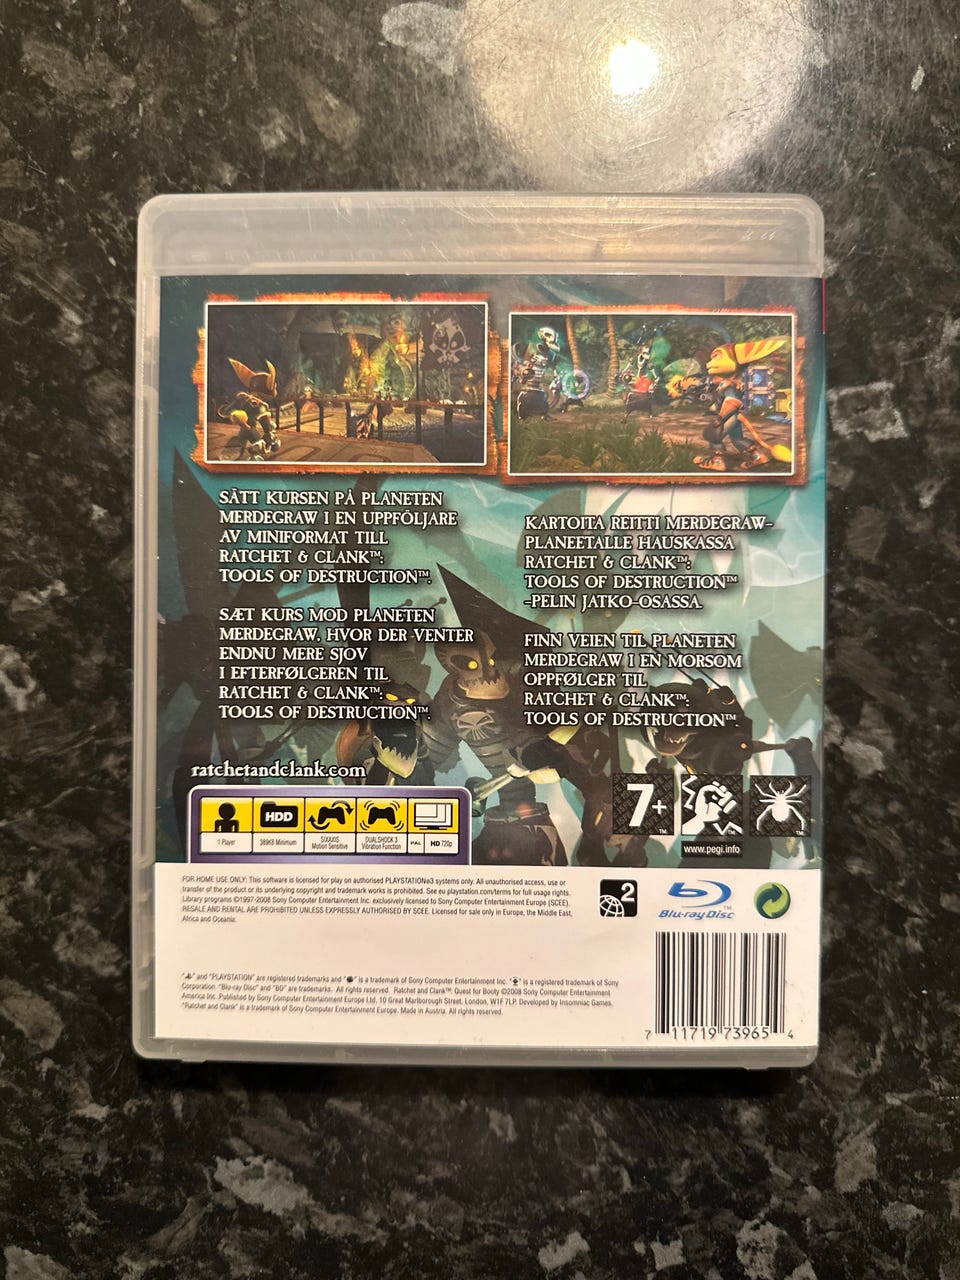 SÄTT KURSEN PÅ PLANETEN
MERDEGRAW I EN UPPFÖLJARE
AV MINIFORMAT TILL
RATCHET & CLANK™:
TOOLS OF DESTRUCTION™.
SÆT KURS MOD PLANETEN
MERDEGRAW, HVOR DER VENTER
ENDNU MERE SJOV
I EFTERFØLGEREN TIL
RATCHET & CLANK™:
TOOLS OF DESTRUCTION™.
KARTOITA REITTI MERDEGRAW-
PLANEETALLE HAUSKASSA
RATCHET & CLANK™:
TOOLS OF DESTRUCTION™
-PELIN JATKO-OSASSA.
FINN VEIEN TIL PLANETEN
MERDEGRAW I EN MORSOM
OPPFØLGER TIL
RATCHET & CLANK™:
TOOLS OF DESTRUCTION™.
ratchetandclank.com
HDD
1 Player
389KB Minimum
SIXAXIS
Motion Sensitive
DUALSHOCK 3
Vibration Function
PAL
HD 720p
7+
™
www.pegi.info
FOR HOME USE ONLY: This software is licensed for play on authorised PLAYSTATION®3 systems only. All unauthorised access, use or
transfer of the product or its underlying copyright and trademark works is prohibited. See eu.playstation.com/terms for full usage rights.
Library programs ©1997-2008 Sony Computer Entertainment Inc. exclusively licensed to Sony Computer Entertainment Europe (SCEE).
RESALE AND RENTAL ARE PROHIBITED UNLESS EXPRESSLY AUTHORISED BY SCEE. Licensed for sale only in Europe, the Middle East,
Africa and Oceania.
2
Blu-ray Disc™
" " and "PLAYSTATION" are registered trademarks and " " is a trademark of Sony Computer Entertainment Inc. " " is a registered trademark of Sony
Corporation. "Blu-ray Disc" and "BD" are trademarks. All rights reserved. Ratchet and Clank™: Quest for Booty ©2008 Sony Computer Entertainment
America Inc. Published by Sony Computer Entertainment Europe Ltd, 10 Great Marlborough Street, London, W1F 7LP. Developed by Insomniac Games.
"Ratchet and Clank" is a trademark of Sony Computer Entertainment Europe. Made in Austria. All rights reserved.
7 11719 73965 4